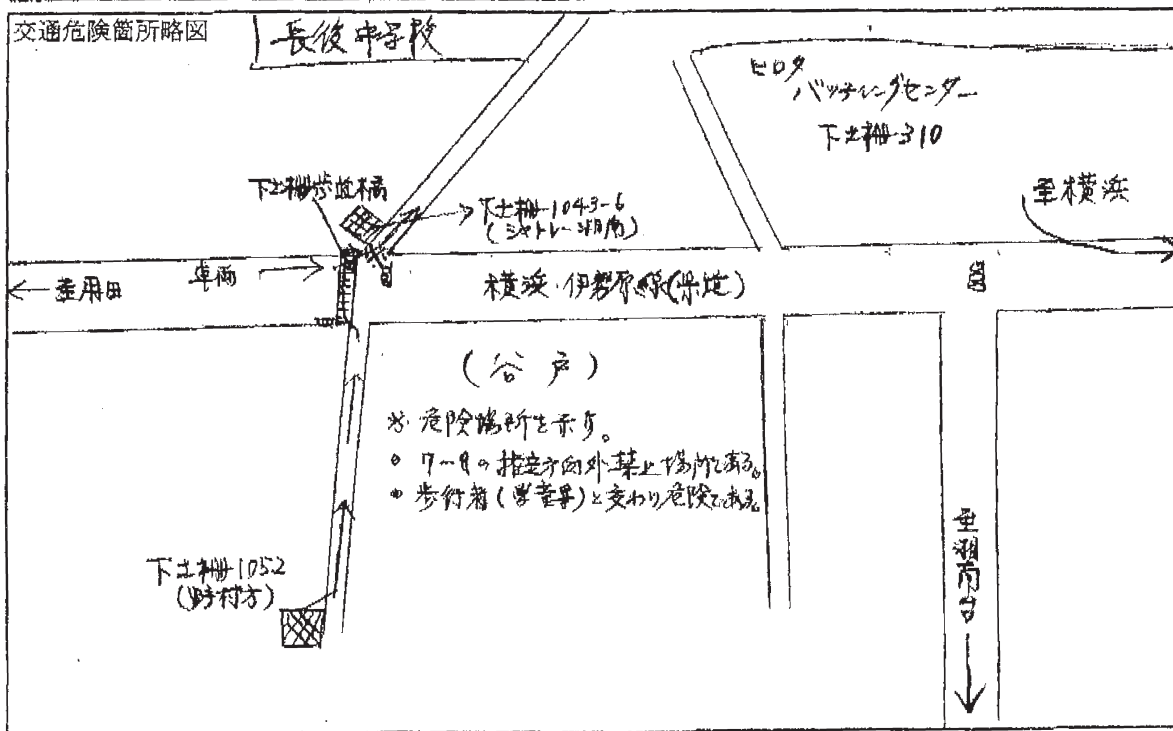 交通危険箇所略図
長後中学校
ヒロタ
バッティングセンター
下土棚310
下土棚歩道橋
下土棚1043-6
(シャトレー湘南)
至横浜
至用田
車両
横浜・伊勢原線(県道)
(谷戸)
※危険場所を示す。
○ 7-9の指定方向外禁止場所である。
○ 歩行者(学童等)と交わり危険である。
下土棚1052
(野村方)
至湘南台